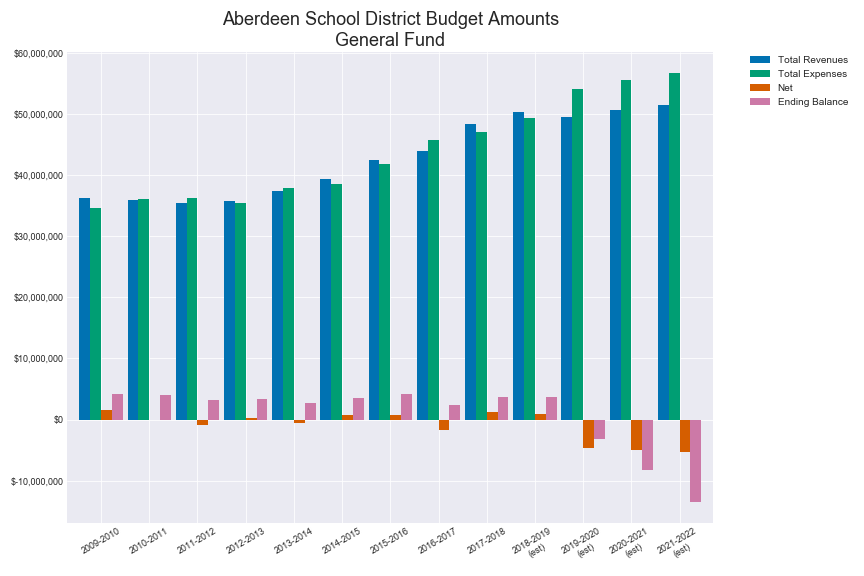 Aberdeen School District Budget Amounts
General Fund
Total Revenues
Total Expenses
Net
Ending Balance
$60,000,000
$50,000,000
$40,000,000
$30,000,000
$20,000,000
$10,000,000
$0
$-10,000,000
2009-2010
2010-2011
2011-2012
2012-2013
2013-2014
2014-2015
2015-2016
2016-2017
2017-2018
2018-2019
(est)
2019-2020
(est)
2020-2021
(est)
2021-2022
(est)